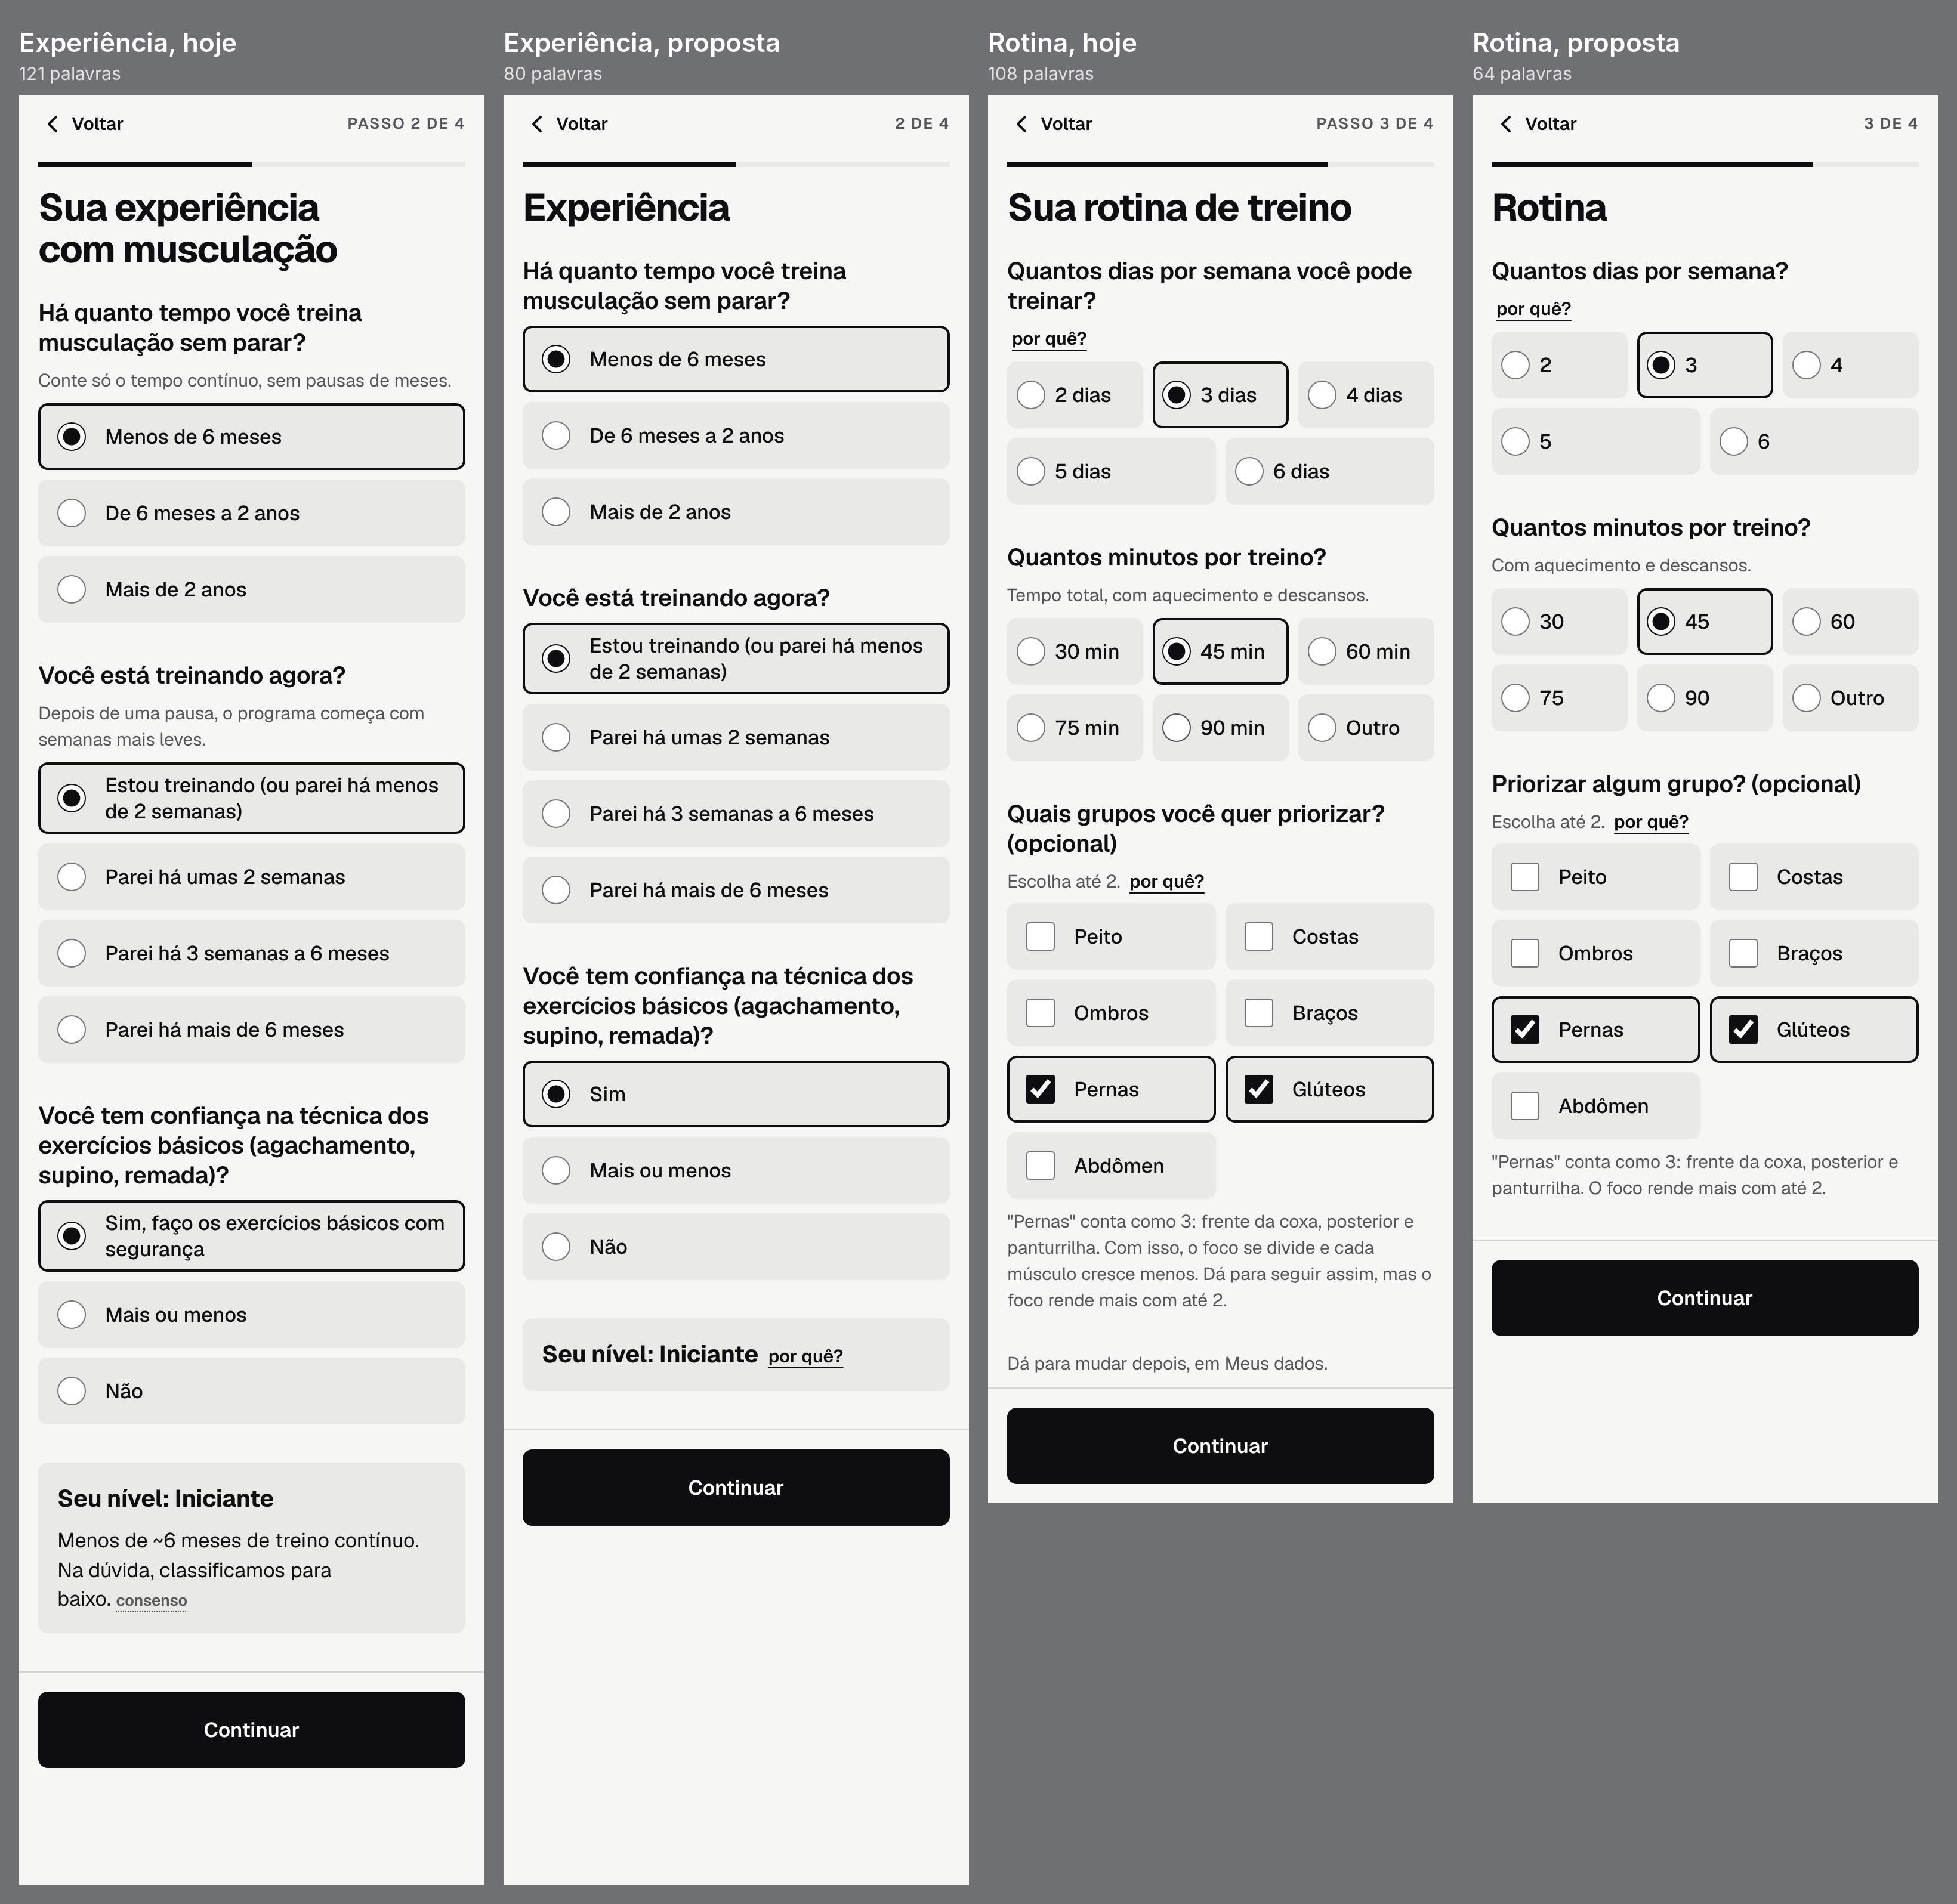 Experiência, hoje
121 palavras
Voltar
PASSO 2 DE 4
Sua experiência
com musculação
Há quanto tempo você treina
musculação sem parar?
Conte só o tempo contínuo, sem pausas de meses.
Menos de 6 meses
De 6 meses a 2 anos
Mais de 2 anos
Você está treinando agora?
Depois de uma pausa, o programa começa com
semanas mais leves.
Estou treinando (ou parei há menos
de 2 semanas)
Parei há umas 2 semanas
Parei há 3 semanas a 6 meses
Parei há mais de 6 meses
Você tem confiança na técnica dos
exercícios básicos (agachamento,
supino, remada)?
Sim, faço os exercícios básicos com
segurança
Mais ou menos
Não
Seu nível: Iniciante
Menos de ~6 meses de treino contínuo.
Na dúvida, classificamos para
baixo. consenso
Continuar
Experiência, proposta
80 palavras
Voltar
2 DE 4
Experiência
Há quanto tempo você treina
musculação sem parar?
Menos de 6 meses
De 6 meses a 2 anos
Mais de 2 anos
Você está treinando agora?
Estou treinando (ou parei há menos
de 2 semanas)
Parei há umas 2 semanas
Parei há 3 semanas a 6 meses
Parei há mais de 6 meses
Você tem confiança na técnica dos
exercícios básicos (agachamento,
supino, remada)?
Sim
Mais ou menos
Não
Seu nível: Iniciante por quê?
Continuar
Rotina, hoje
108 palavras
Voltar
PASSO 3 DE 4
Sua rotina de treino
Quantos dias por semana você pode
treinar?
por quê?
2 dias
3 dias
4 dias
5 dias
6 dias
Quantos minutos por treino?
Tempo total, com aquecimento e descansos.
30 min
45 min
60 min
75 min
90 min
Outro
Quais grupos você quer priorizar?
(opcional)
Escolha até 2. por quê?
Peito
Costas
Ombros
Braços
Pernas
Glúteos
Abdômen
"Pernas" conta como 3: frente da coxa, posterior e
panturrilha. Com isso, o foco se divide e cada
músculo cresce menos. Dá para seguir assim, mas o
foco rende mais com até 2.
Dá para mudar depois, em Meus dados.
Continuar
Rotina, proposta
64 palavras
Voltar
3 DE 4
Rotina
Quantos dias por semana?
por quê?
2
3
4
5
6
Quantos minutos por treino?
Com aquecimento e descansos.
30
45
60
75
90
Outro
Priorizar algum grupo? (opcional)
Escolha até 2. por quê?
Peito
Costas
Ombros
Braços
Pernas
Glúteos
Abdômen
"Pernas" conta como 3: frente da coxa, posterior e
panturrilha. O foco rende mais com até 2.
Continuar